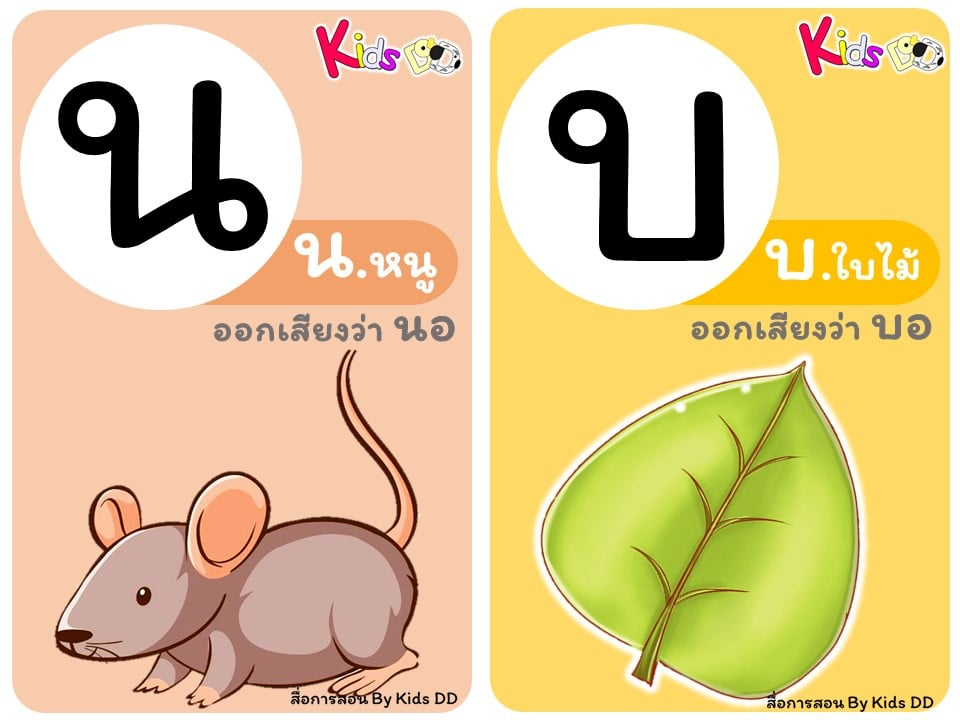 Kids DD
น
น.หนู
ออกเสียงว่า นอ
สื่อการสอน By Kids DD
Kids DD
บ
บ.ใบไม้
ออกเสียงว่า บอ
สื่อการสอน By Kids DD